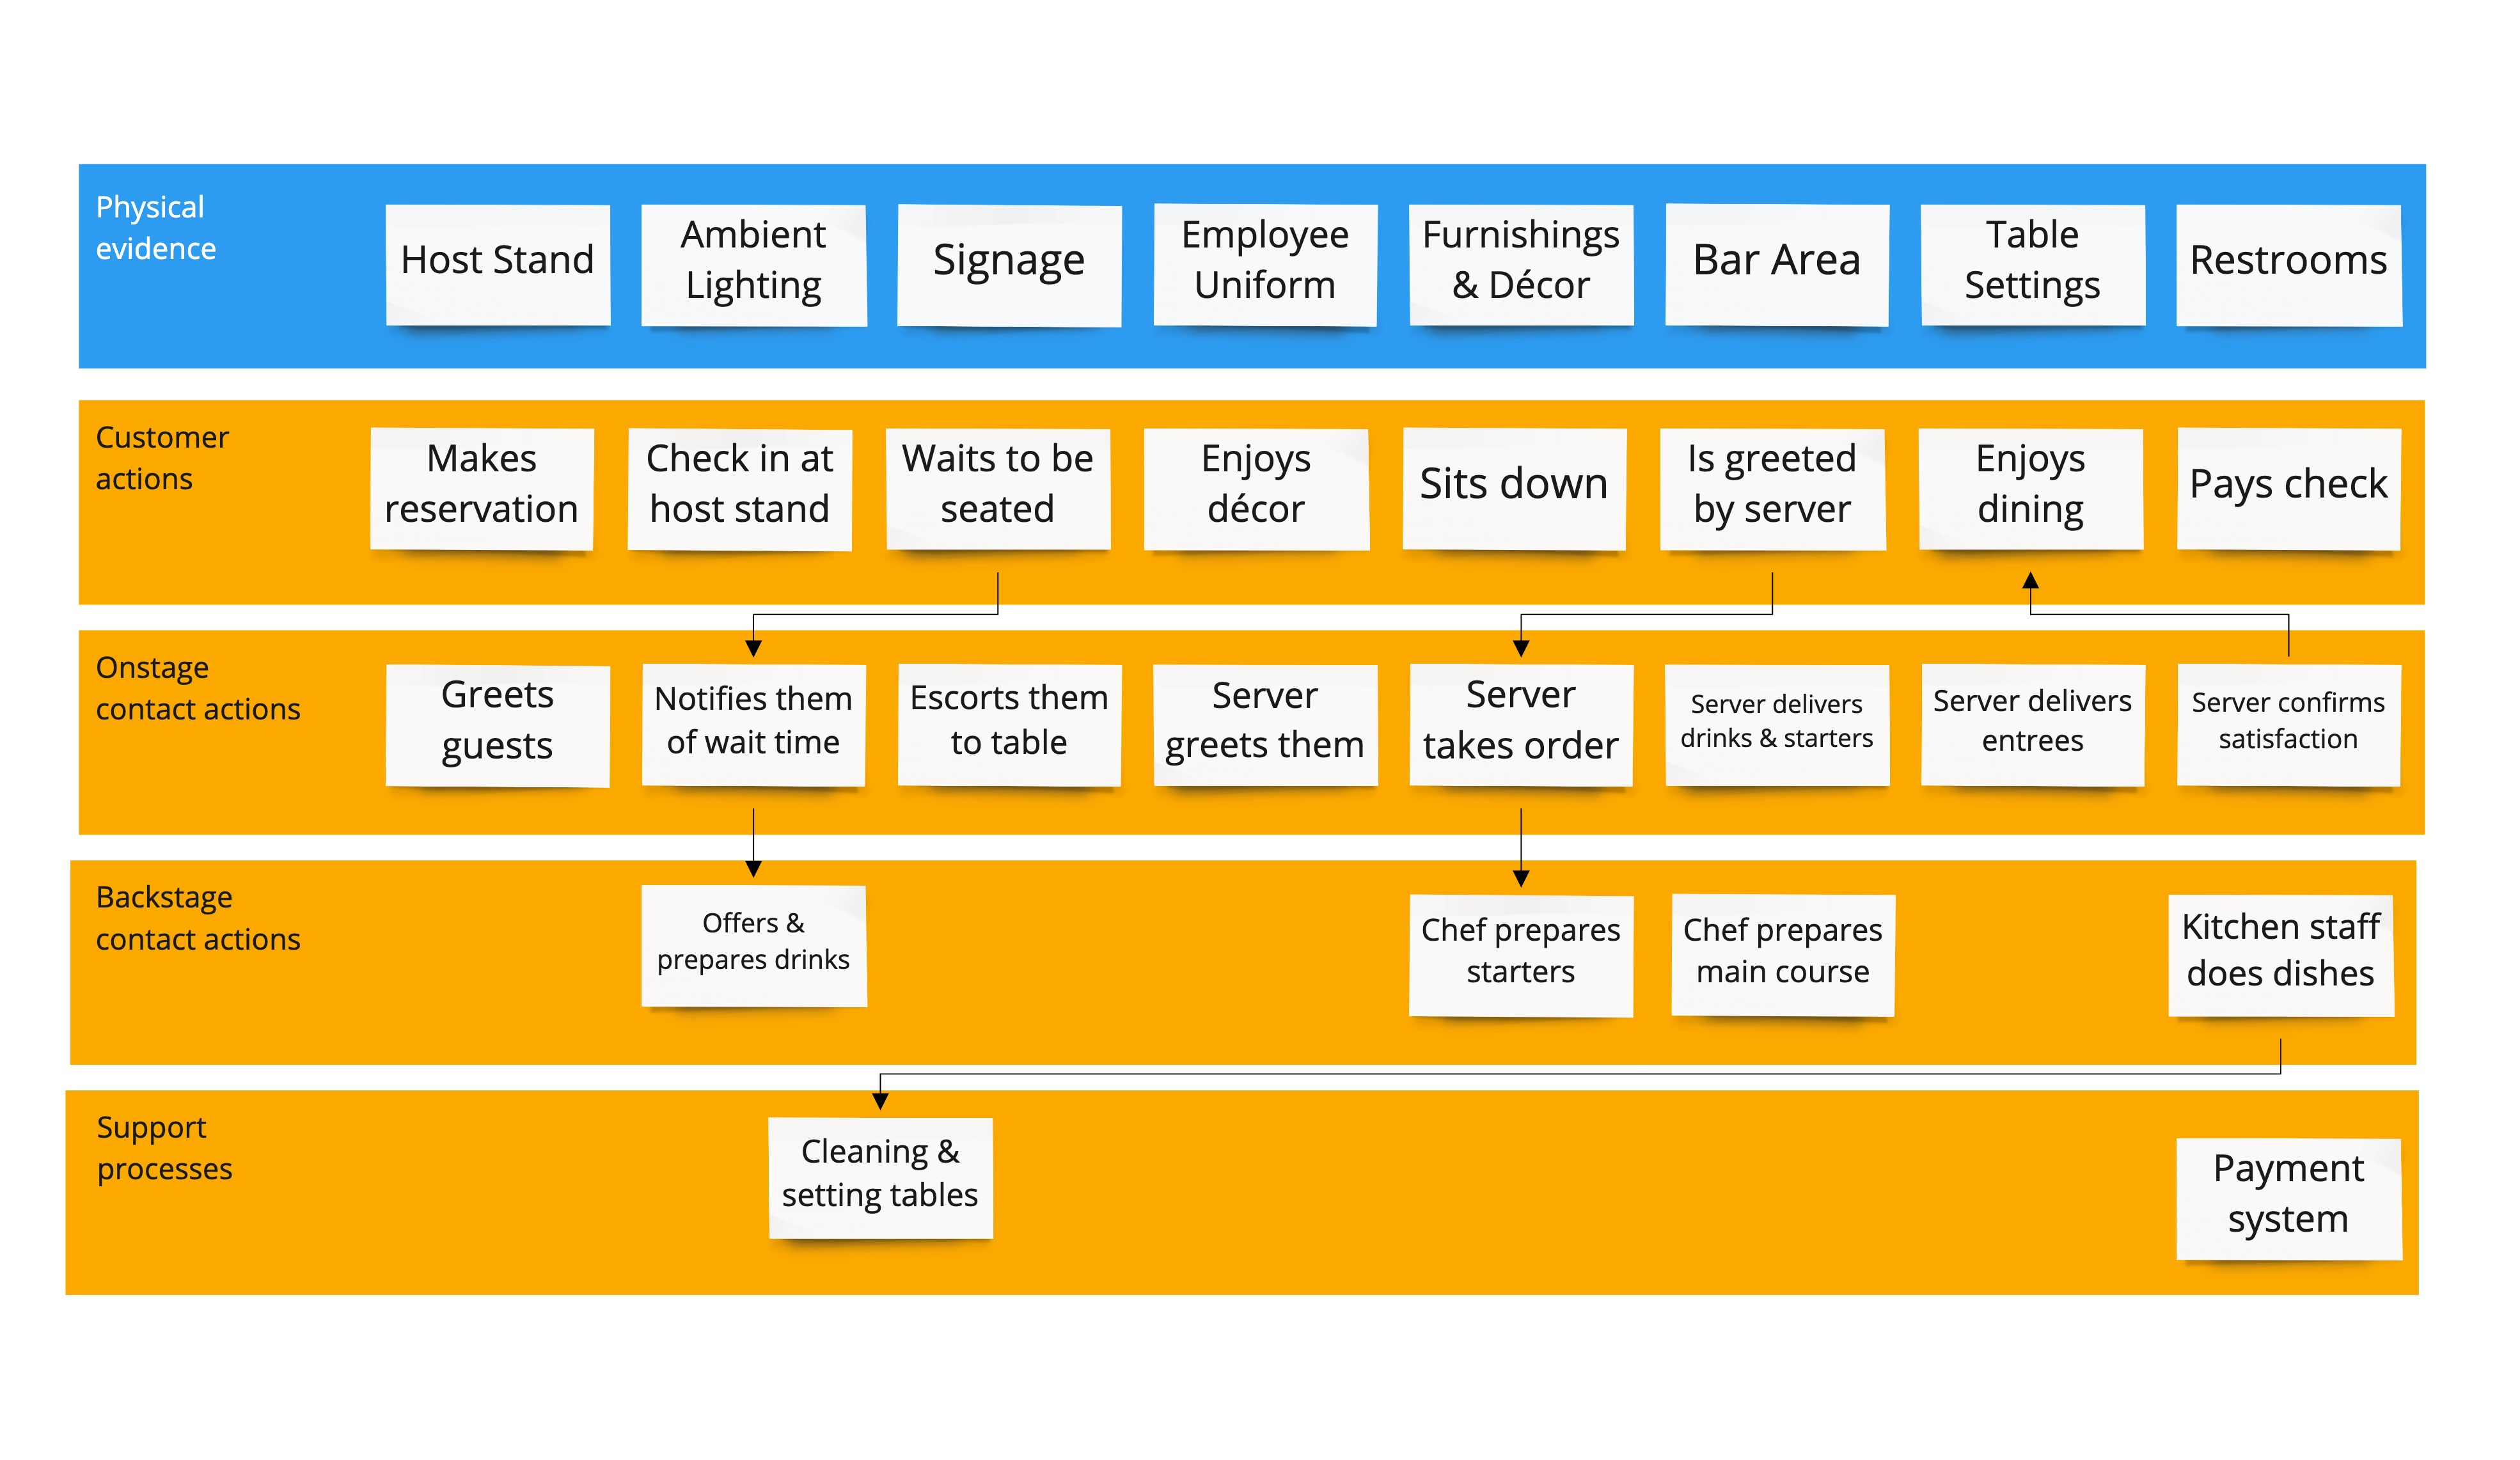 Physical
evidence
Host Stand
Ambient
Lighting
Signage
Employee
Uniform
Furnishings
& Décor
Bar Area
Table
Settings
Restrooms
Customer
actions
Makes
reservation
Check in at
host stand
Waits to be
seated
Enjoys
décor
Sits down
Is greeted
by server
Enjoys
dining
Pays check
Onstage
contact actions
Greets
guests
Notifies them
of wait time
Escorts them
to table
Server
greets them
Server
takes order
Server delivers
drinks & starters
Server delivers
entrees
Server confirms
satisfaction
Backstage
contact actions
Offers &
prepares drinks
Chef prepares
starters
Chef prepares
main course
Kitchen staff
does dishes
Support
processes
Cleaning &
setting tables
Payment
system